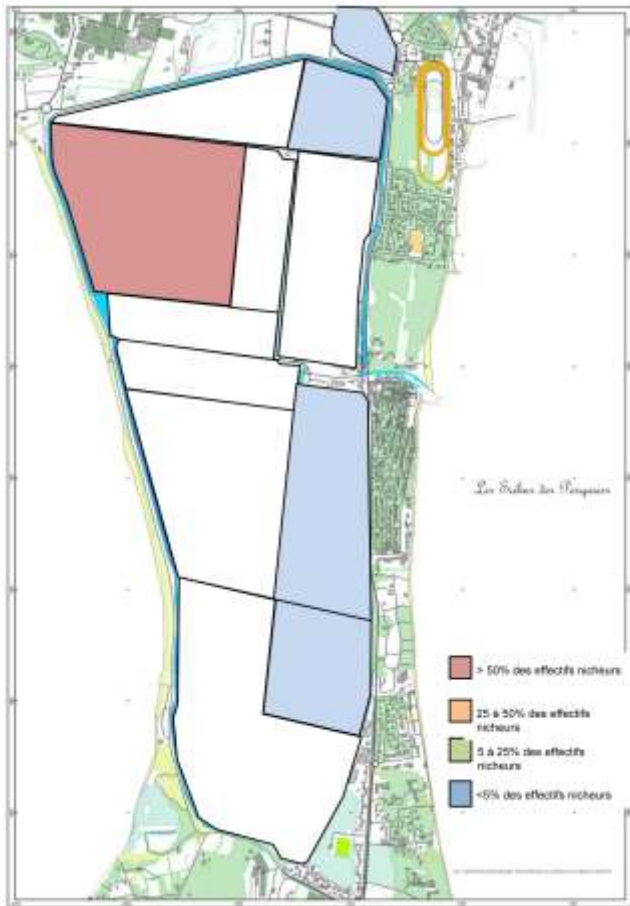 Les Salins des Pesquiers
> 50% des effectifs nicheurs
25 à 50% des effectifs
nicheurs
5 à 25% des effectifs
nicheurs
<5% des effectifs nicheurs